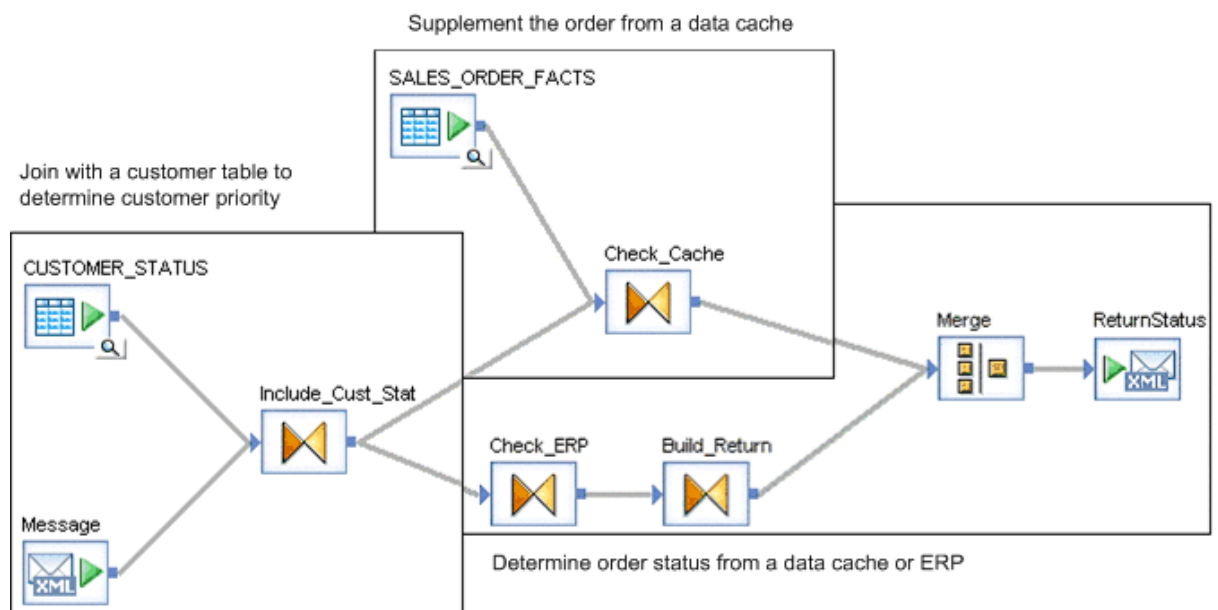 Supplement the order from a data cache
SALES_ORDER_FACTS
Join with a customer table to
determine customer priority
CUSTOMER_STATUS
Check_Cache
Merge
ReturnStatus
XML
Include_Cust_Stat
Check_ERP
Build_Return
Message
XML
Determine order status from a data cache or ERP